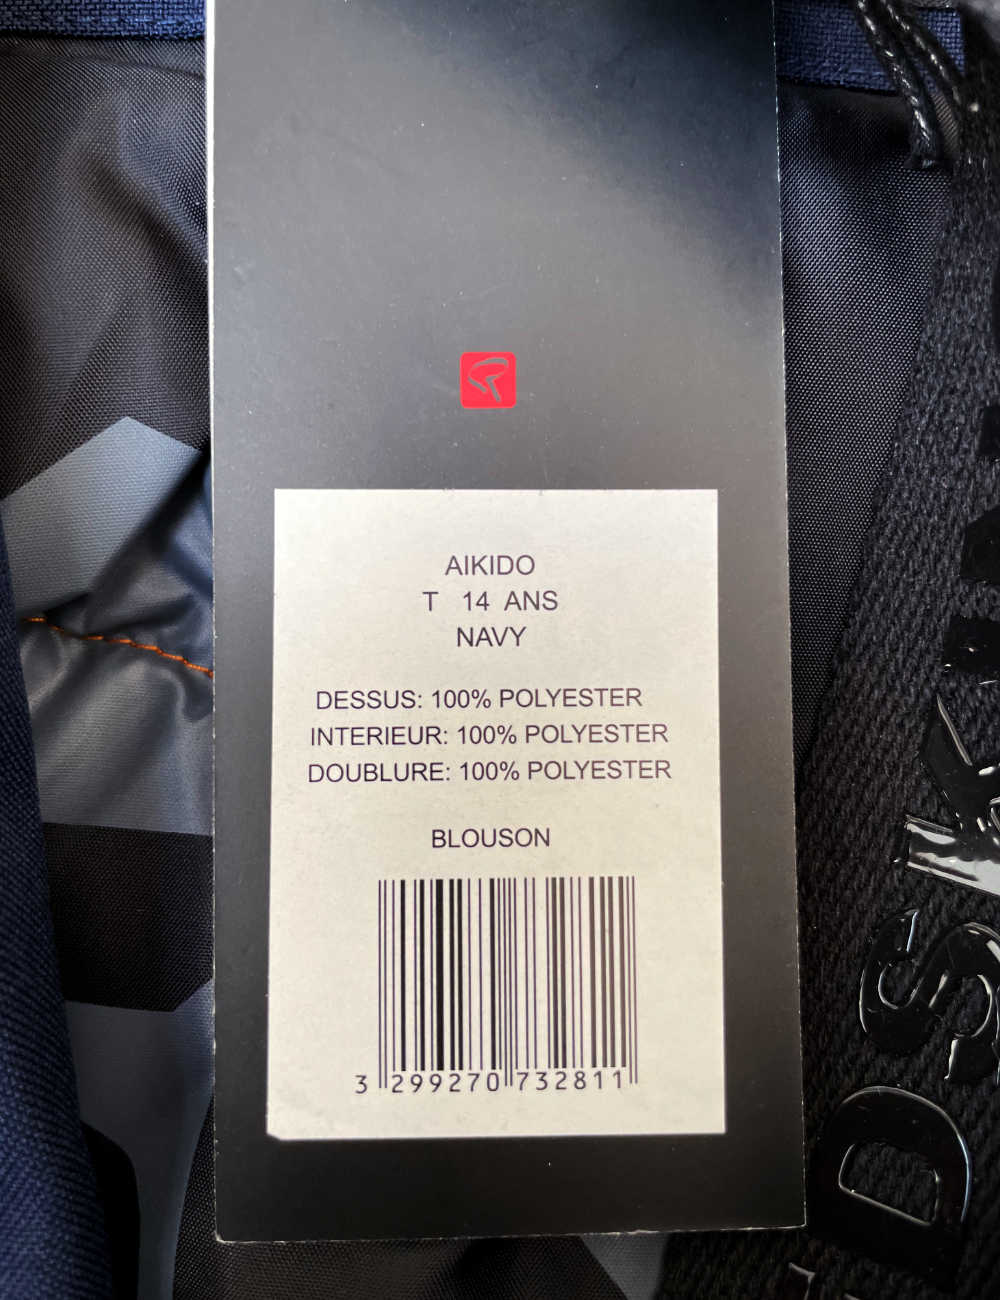 AIKIDO
T 14 ANS
NAVY
DESSUS: 100% POLYESTER
INTERIEUR: 100% POLYESTER
DOUBLURE: 100% POLYESTER
BLOUSON
3 299270 732811